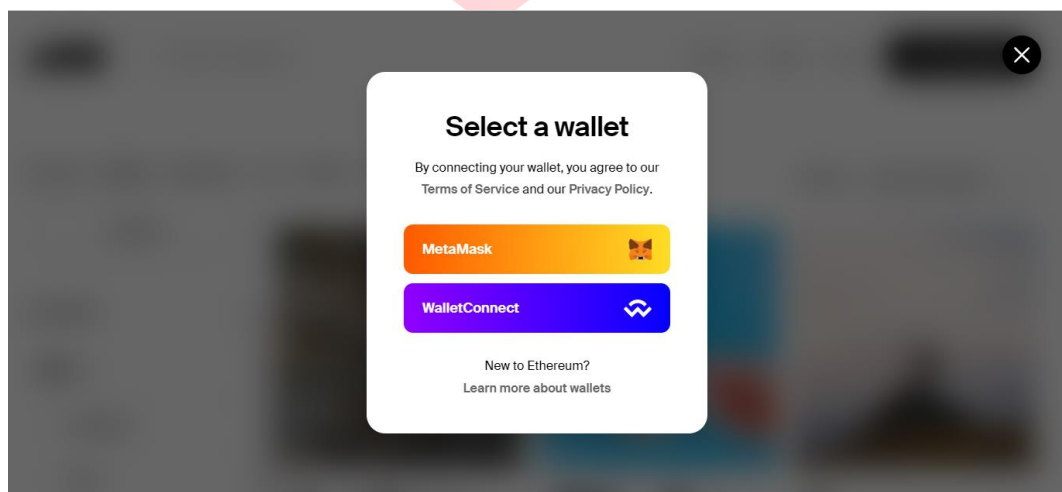 Select a wallet
By connecting your wallet, you agree to our
Terms of Service and our Privacy Policy.
MetaMask
WalletConnect
New to Ethereum?
Learn more about wallets